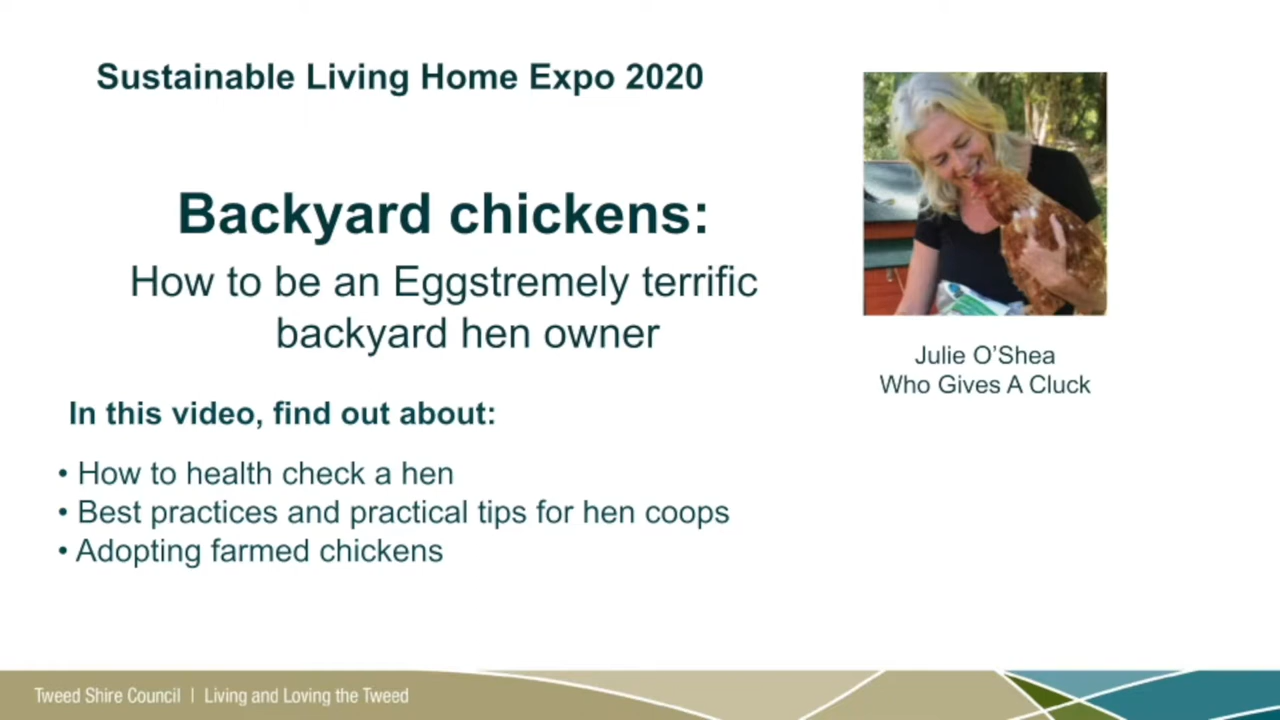 Sustainable Living Home Expo 2020
Backyard chickens:
How to be an Eggstremely terrific
backyard hen owner
Julie O’Shea
Who Gives A Cluck
In this video, find out about:
• How to health check a hen
• Best practices and practical tips for hen coops
• Adopting farmed chickens
Tweed Shire Council | Living and Loving the Tweed